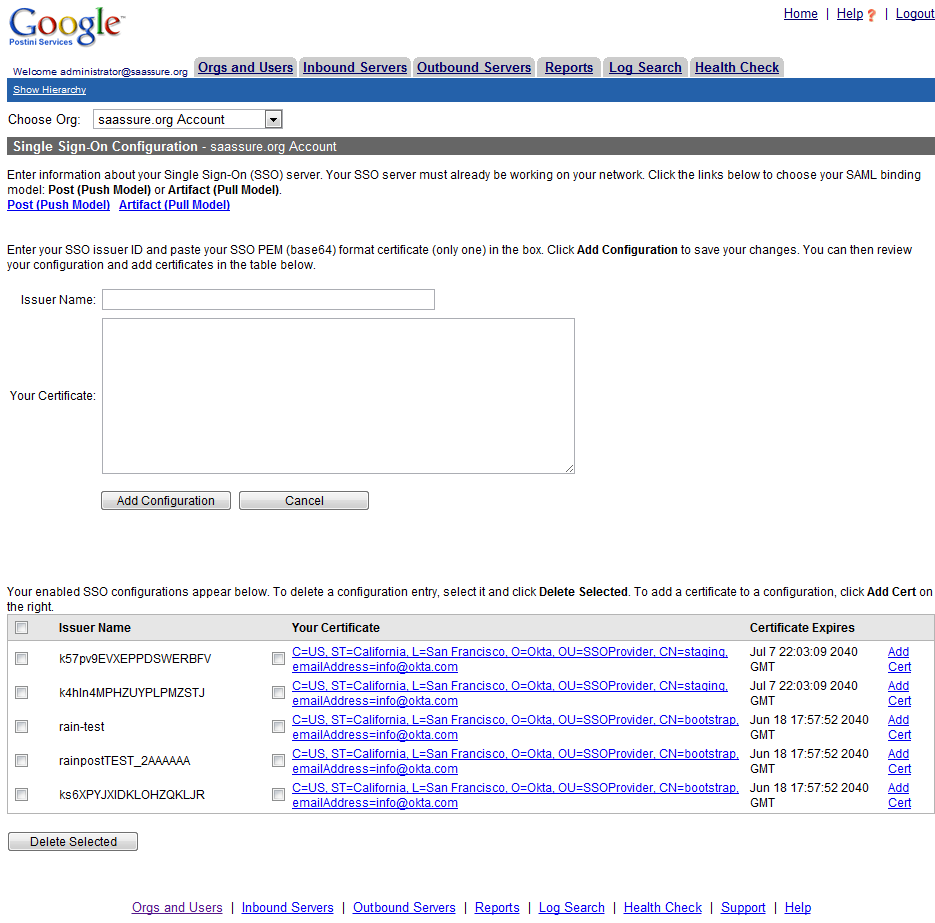 Google™
Postini Services
Home | Help ? | Logout
Welcome administrator@saassure.org Orgs and Users Inbound Servers Outbound Servers Reports Log Search Health Check
Show Hierarchy
Choose Org: saassure.org Account
Single Sign-On Configuration - saassure.org Account
Enter information about your Single Sign-On (SSO) server. Your SSO server must already be working on your network. Click the links below to choose your SAML binding
model: Post (Push Model) or Artifact (Pull Model).
Post (Push Model) Artifact (Pull Model)
Enter your SSO issuer ID and paste your SSO PEM (base64) format certificate (only one) in the box. Click Add Configuration to save your changes. You can then review
your configuration and add certificates in the table below.
Issuer Name:
Your Certificate:
Add Configuration Cancel
Your enabled SSO configurations appear below. To delete a configuration entry, select it and click Delete Selected. To add a certificate to a configuration, click Add Cert on
the right.
Issuer Name Your Certificate Certificate Expires
k57pv9EVXEPPDSWERBFV C=US, ST=California, L=San Francisco, O=Okta, OU=SSOProvider, CN=staging, Jul 7 22:03:09 2040 Add
emailAddress=info@okta.com GMT Cert
k4hln4MPHZUYPLPMZSTJ C=US, ST=California, L=San Francisco, O=Okta, OU=SSOProvider, CN=staging, Jul 7 22:03:09 2040 Add
emailAddress=info@okta.com GMT Cert
rain-test C=US, ST=California, L=San Francisco, O=Okta, OU=SSOProvider, CN=bootstrap, Jun 18 17:57:52 2040 Add
emailAddress=info@okta.com GMT Cert
rainpostTEST_2AAAAAA C=US, ST=California, L=San Francisco, O=Okta, OU=SSOProvider, CN=bootstrap, Jun 18 17:57:52 2040 Add
emailAddress=info@okta.com GMT Cert
ks6XPYJXIDKLOHZQKLJR C=US, ST=California, L=San Francisco, O=Okta, OU=SSOProvider, CN=bootstrap, Jun 18 17:57:52 2040 Add
emailAddress=info@okta.com GMT Cert
Delete Selected
Orgs and Users | Inbound Servers | Outbound Servers | Reports | Log Search | Health Check | Support | Help